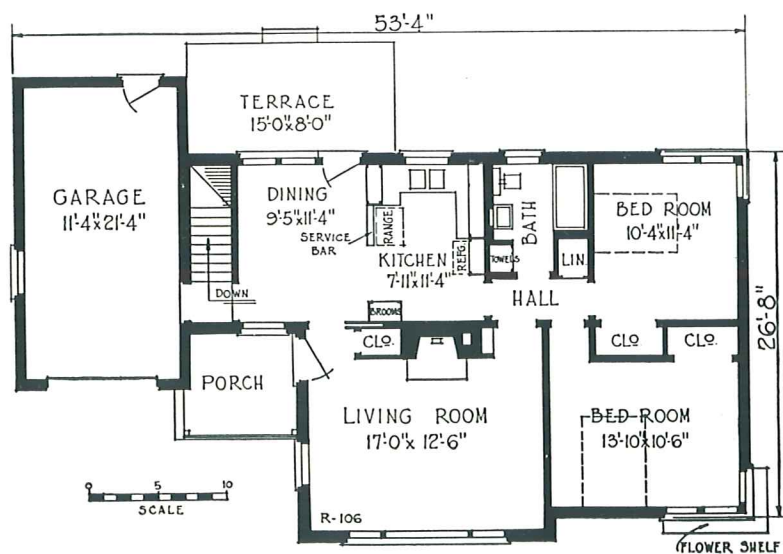 53'-4"
TERRACE
15'-0"x8'-0"
GARAGE
11'-4"x21'-4"
DINING
9'-5"x11'-4"
SERVICE
BAR
RANGE
KITCHEN
7'-11"x11'-4"
REFG.
BATH
TOWELS
LIN.
BED ROOM
10'-4"x11'-4"
DOWN
BROOMS
HALL
26'-8"
CLO.
CLO.
CLO.
PORCH
LIVING ROOM
17'-0"x 12'-6"
BED-ROOM
13'-10"x10'-6"
0 5 10
SCALE
R-106
FLOWER SHELF